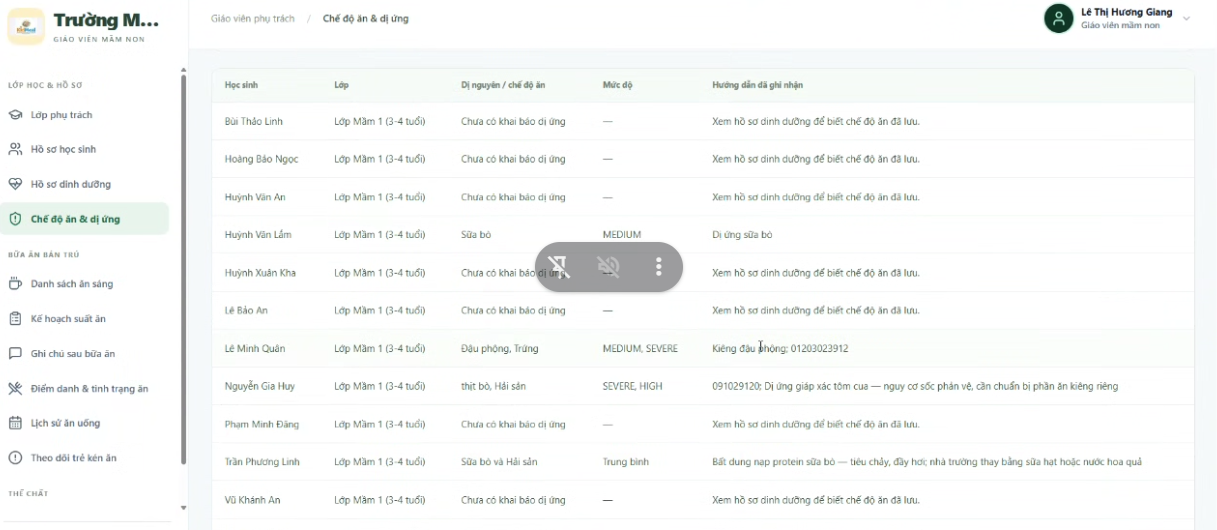 Trường M...
GIÁO VIÊN MẦM NON
Giáo viên phụ trách / Chế độ ăn & dị ứng
Lê Thị Hương Giang
Giáo viên mầm non
LỚP HỌC & HỒ SƠ
Lớp phụ trách
Hồ sơ học sinh
Hồ sơ dinh dưỡng
Chế độ ăn & dị ứng
BỮA ĂN BÁN TRÚ
Danh sách ăn sáng
Kế hoạch suất ăn
Ghi chú sau bữa ăn
Điểm danh & tình trạng ăn
Lịch sử ăn uống
Theo dõi trẻ kén ăn
THỂ CHẤT
Học sinh Lớp Dị nguyên / chế độ ăn Mức độ Hướng dẫn đã ghi nhận
Bùi Thảo Linh Lớp Mầm 1 (3-4 tuổi) Chưa có khai báo dị ứng — Xem hồ sơ dinh dưỡng để biết chế độ ăn đã lưu.
Hoàng Bảo Ngọc Lớp Mầm 1 (3-4 tuổi) Chưa có khai báo dị ứng — Xem hồ sơ dinh dưỡng để biết chế độ ăn đã lưu.
Huỳnh Văn An Lớp Mầm 1 (3-4 tuổi) Chưa có khai báo dị ứng — Xem hồ sơ dinh dưỡng để biết chế độ ăn đã lưu.
Huỳnh Văn Lắm Lớp Mầm 1 (3-4 tuổi) Sữa bò MEDIUM Dị ứng sữa bò
Huỳnh Xuân Kha Lớp Mầm 1 (3-4 tuổi) Chưa có khai báo dị ứng — Xem hồ sơ dinh dưỡng để biết chế độ ăn đã lưu.
Lê Bảo An Lớp Mầm 1 (3-4 tuổi) Chưa có khai báo dị ứng — Xem hồ sơ dinh dưỡng để biết chế độ ăn đã lưu.
Lê Minh Quân Lớp Mầm 1 (3-4 tuổi) Đậu phộng, Trứng MEDIUM, SEVERE Kiêng đậu phộng; 01203023912
Nguyễn Gia Huy Lớp Mầm 1 (3-4 tuổi) thịt bò, Hải sản SEVERE, HIGH 091029120; Dị ứng giáp xác tôm cua — nguy cơ sốc phản vệ, cần chuẩn bị phần ăn kiêng riêng
Phạm Minh Đăng Lớp Mầm 1 (3-4 tuổi) Chưa có khai báo dị ứng — Xem hồ sơ dinh dưỡng để biết chế độ ăn đã lưu.
Trần Phương Linh Lớp Mầm 1 (3-4 tuổi) Sữa bò và Hải sản Trung bình Bất dung nạp protein sữa bò — tiêu chảy, đầy hơi; nhà trường thay bằng sữa hạt hoặc nước hoa quả
Vũ Khánh An Lớp Mầm 1 (3-4 tuổi) Chưa có khai báo dị ứng — Xem hồ sơ dinh dưỡng để biết chế độ ăn đã lưu.